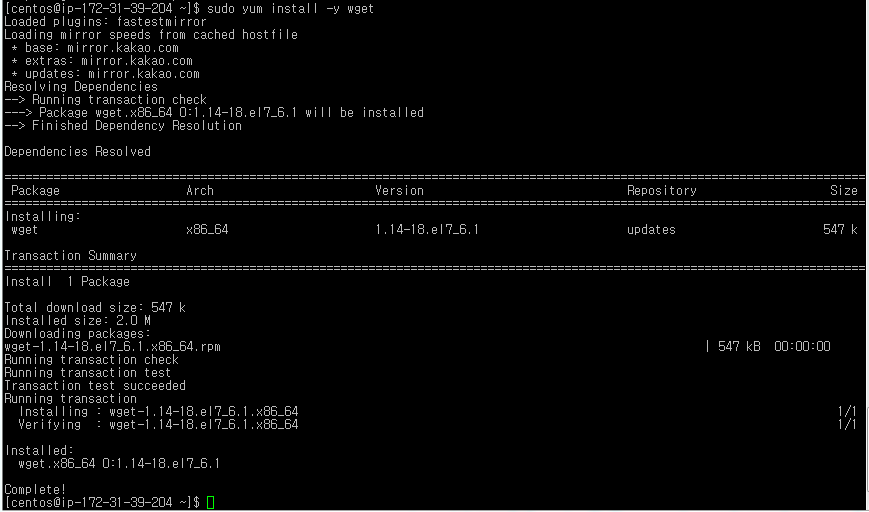 [centos@ip-172-31-39-204 ~]$ sudo yum install -y wget
Loaded plugins: fastestmirror
Loading mirror speeds from cached hostfile
 * base: mirror.kakao.com
 * extras: mirror.kakao.com
 * updates: mirror.kakao.com
Resolving Dependencies
--> Running transaction check
---> Package wget.x86_64 0:1.14-18.el7_6.1 will be installed
--> Finished Dependency Resolution

Dependencies Resolved

================================================================================
 Package                Arch                Version                Repository                Size
================================================================================
Installing:
 wget                x86_64                1.14-18.el7_6.1                updates                547 k

Transaction Summary
================================================================================
Install  1 Package

Total download size: 547 k
Installed size: 2.0 M
Downloading packages:
wget-1.14-18.el7_6.1.x86_64.rpm                | 547 kB  00:00:00
Running transaction check
Running transaction test
Transaction test succeeded
Running transaction
  Installing : wget-1.14-18.el7_6.1.x86_64                1/1
  Verifying  : wget-1.14-18.el7_6.1.x86_64                1/1

Installed:
  wget.x86_64 0:1.14-18.el7_6.1

Complete!
[centos@ip-172-31-39-204 ~]$